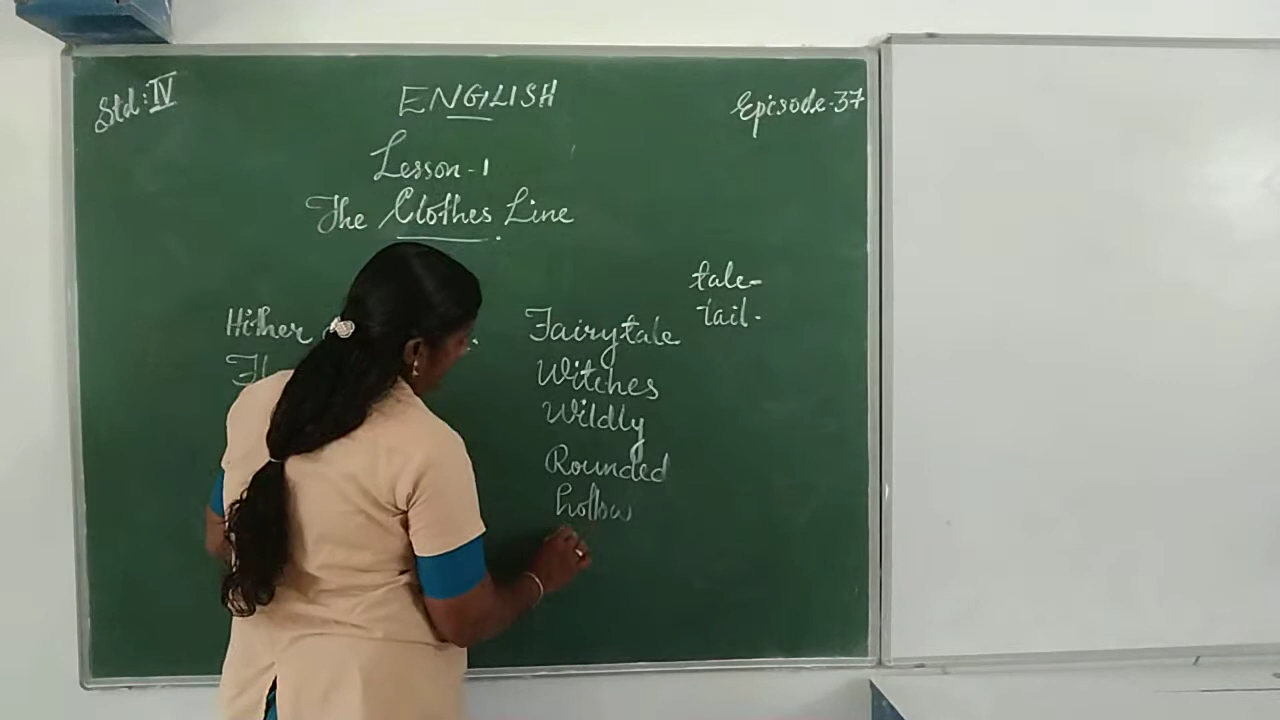 Std: IV
ENGLISH
Episode-37
Lesson-1
The Clothes Line
tale-
tail-
Hither
Fairytale
Witches
Wildly
Rounded
hollow